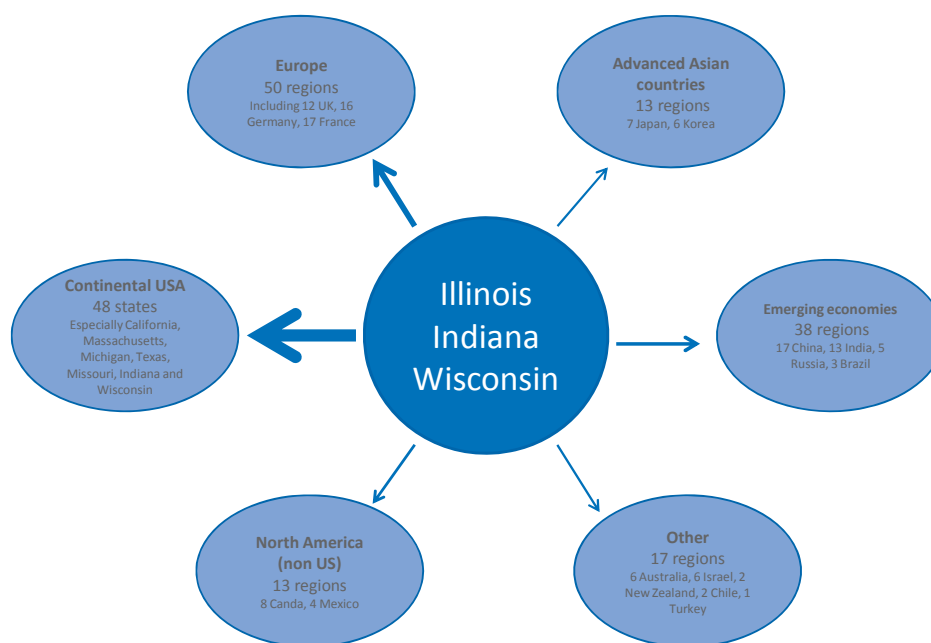 Europe
50 regions
Including 12 UK, 16
Germany, 17 France
Advanced Asian
countries
13 regions
7 Japan, 6 Korea
Continental USA
48 states
Especially California,
Massachusetts,
Michigan, Texas,
Missouri, Indiana and
Wisconsin
Illinois
Indiana
Wisconsin
Emerging economies
38 regions
17 China, 13 India, 5
Russia, 3 Brazil
North America
(non US)
13 regions
8 Canda, 4 Mexico
Other
17 regions
6 Australia, 6 Israel, 2
New Zealand, 2 Chile, 1
Turkey